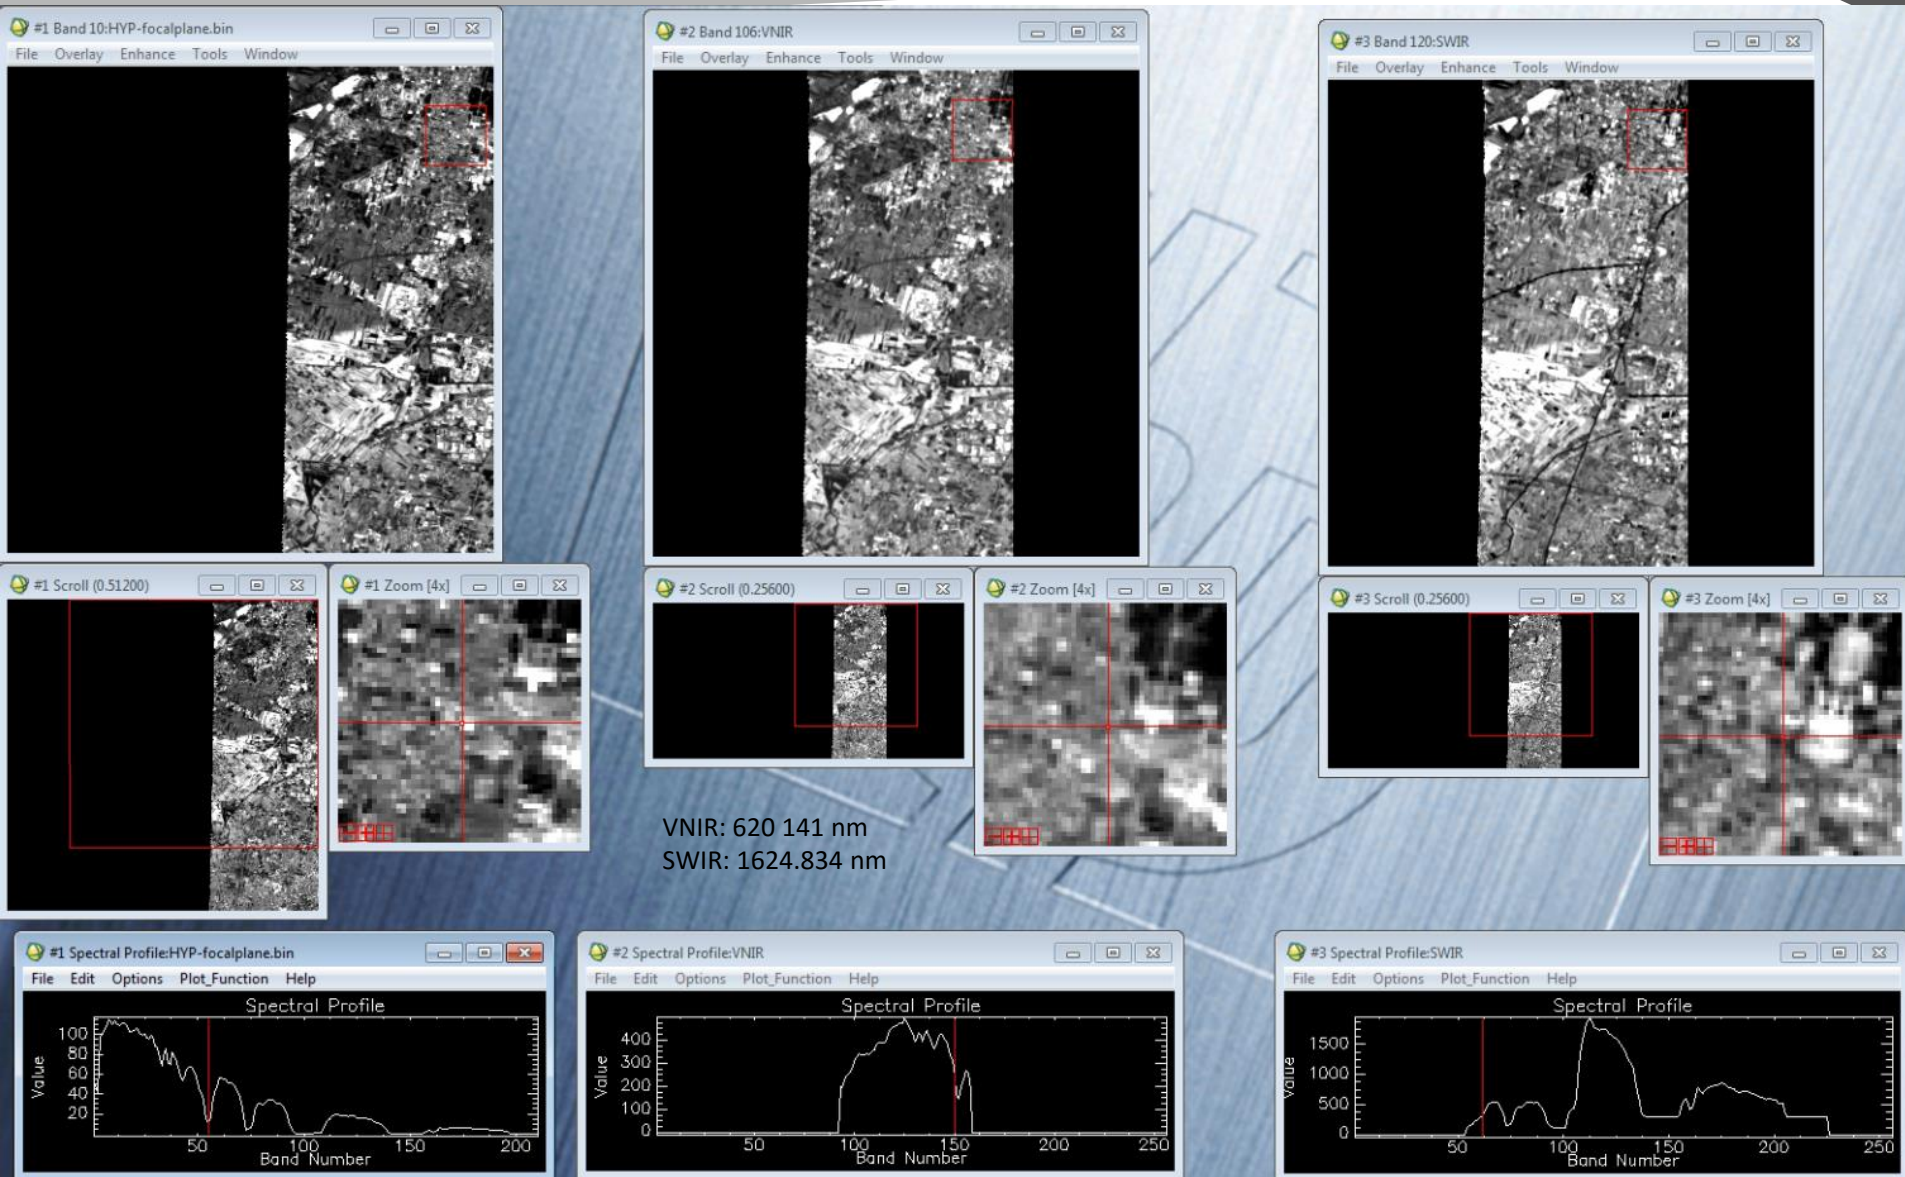 #1 Band 10:HYP-focalplane.bin
File Overlay Enhance Tools Window
#2 Band 106:VNIR
File Overlay Enhance Tools Window
#3 Band 120:SWIR
File Overlay Enhance Tools Window
#1 Scroll (0.51200)
#1 Zoom [4x]
#2 Scroll (0.25600)
#2 Zoom [4x]
#3 Scroll (0.25600)
#3 Zoom [4x]
VNIR: 620 141 nm
SWIR: 1624.834 nm
#1 Spectral Profile:HYP-focalplane.bin
File Edit Options Plot_Function Help
Spectral Profile
Value
100
80
60
40
20
50 100 150 200
Band Number
#2 Spectral Profile:VNIR
File Edit Options Plot_Function Help
Spectral Profile
Value
400
300
200
100
0
50 100 150 200 250
Band Number
#3 Spectral Profile:SWIR
File Edit Options Plot_Function Help
Spectral Profile
Value
1500
1000
500
0
50 100 150 200 250
Band Number